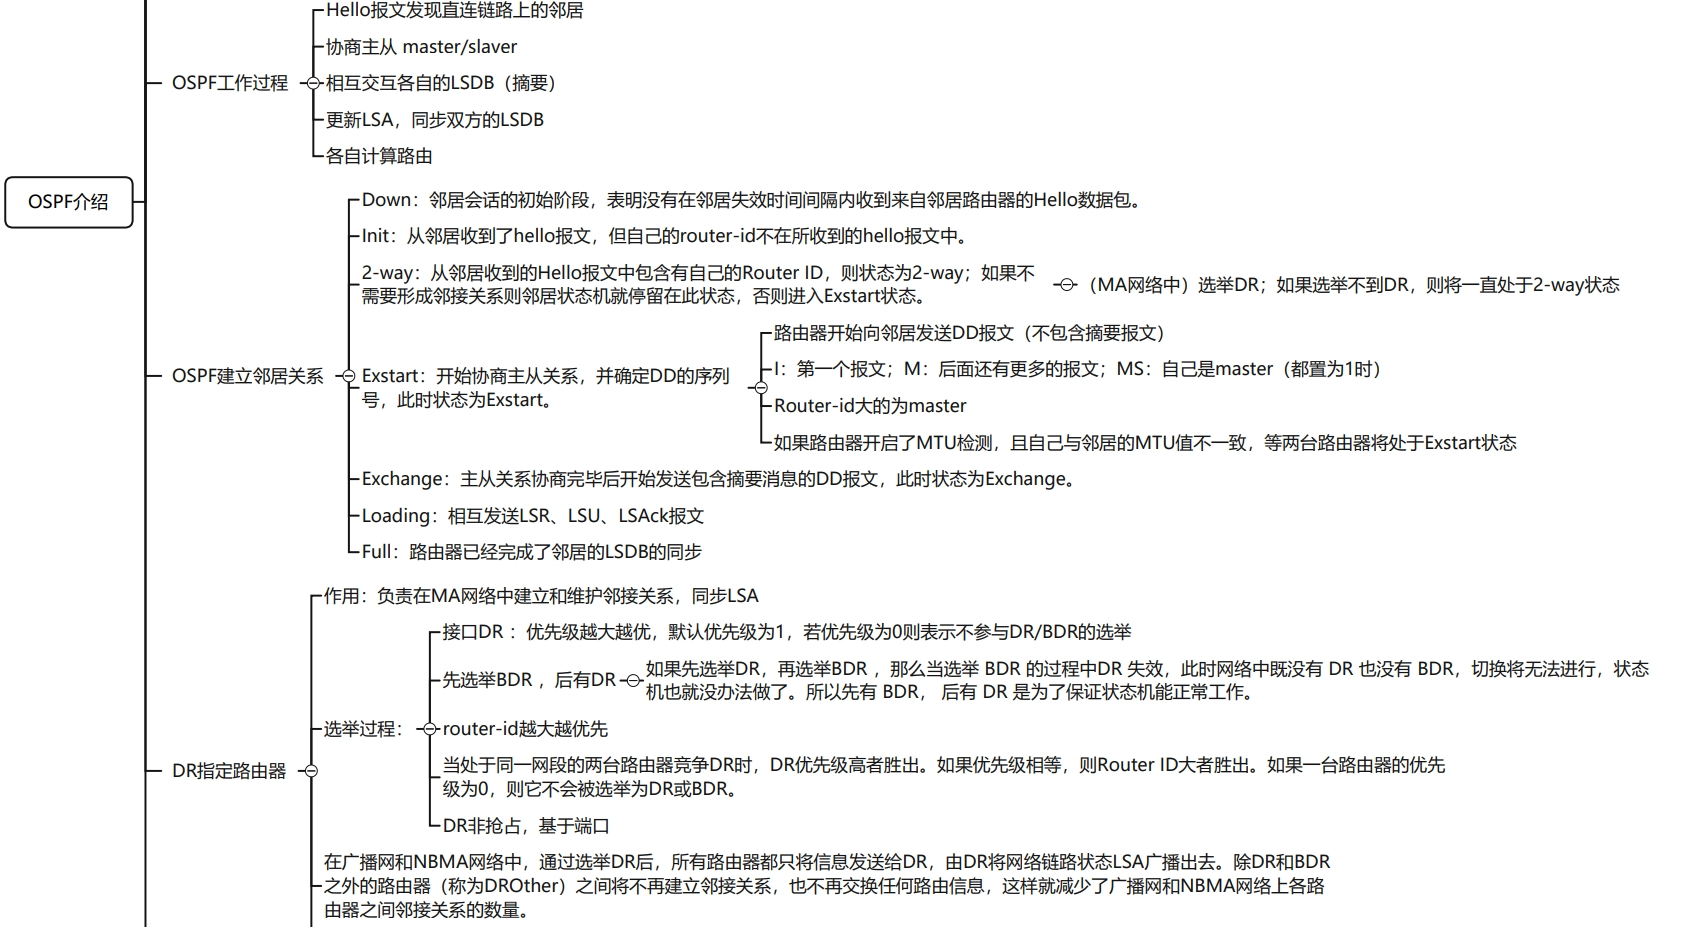 Hello报文发现直连链路上的邻居
协商主从 master/slaver
OSPF工作过程
相互交互各自的LSDB（摘要）
更新LSA，同步双方的LSDB
各自计算路由
OSPF介绍
Down：邻居会话的初始阶段，表明没有在邻居失效时间间隔内收到来自邻居路由器的Hello数据包。
Init：从邻居收到了hello报文，但自己的router-id不在所收到的hello报文中。
2-way：从邻居收到的Hello报文中包含有自己的Router ID，则状态为2-way；如果不
需要形成邻接关系则邻居状态机就停留在此状态，否则进入Exstart状态。
（MA网络中）选举DR；如果选举不到DR，则将一直处于2-way状态
OSPF建立邻居关系
Exstart：开始协商主从关系，并确定DD的序列
号，此时状态为Exstart。
路由器开始向邻居发送DD报文（不包含摘要报文）
I：第一个报文；M：后面还有更多的报文；MS：自己是master（都置为1时）
Router-id大的为master
如果路由器开启了MTU检测，且自己与邻居的MTU值不一致，等两台路由器将处于Exstart状态
Exchange：主从关系协商完毕后开始发送包含摘要消息的DD报文，此时状态为Exchange。
Loading：相互发送LSR、LSU、LSAck报文
Full：路由器已经完成了邻居的LSDB的同步
DR指定路由器
作用：负责在MA网络中建立和维护邻接关系，同步LSA
选举过程：
接口DR ：优先级越大越优，默认优先级为1，若优先级为0则表示不参与DR/BDR的选举
先选举BDR ，后有DR
如果先选举DR，再选举BDR ，那么当选举 BDR 的过程中DR 失效，此时网络中既没有 DR 也没有 BDR，切换将无法进行，状态
机也就没办法做了。所以先有 BDR， 后有 DR 是为了保证状态机能正常工作。
router-id越大越优先
当处于同一网段的两台路由器竞争DR时，DR优先级高者胜出。如果优先级相等，则Router ID大者胜出。如果一台路由器的优先
级为0，则它不会被选举为DR或BDR。
DR非抢占，基于端口
在广播网和NBMA网络中，通过选举DR后，所有路由器都只将信息发送给DR，由DR将网络链路状态LSA广播出去。除DR和BDR
之外的路由器（称为DROther）之间将不再建立邻接关系，也不再交换任何路由信息，这样就减少了广播网和NBMA网络上各路
由器之间邻接关系的数量。